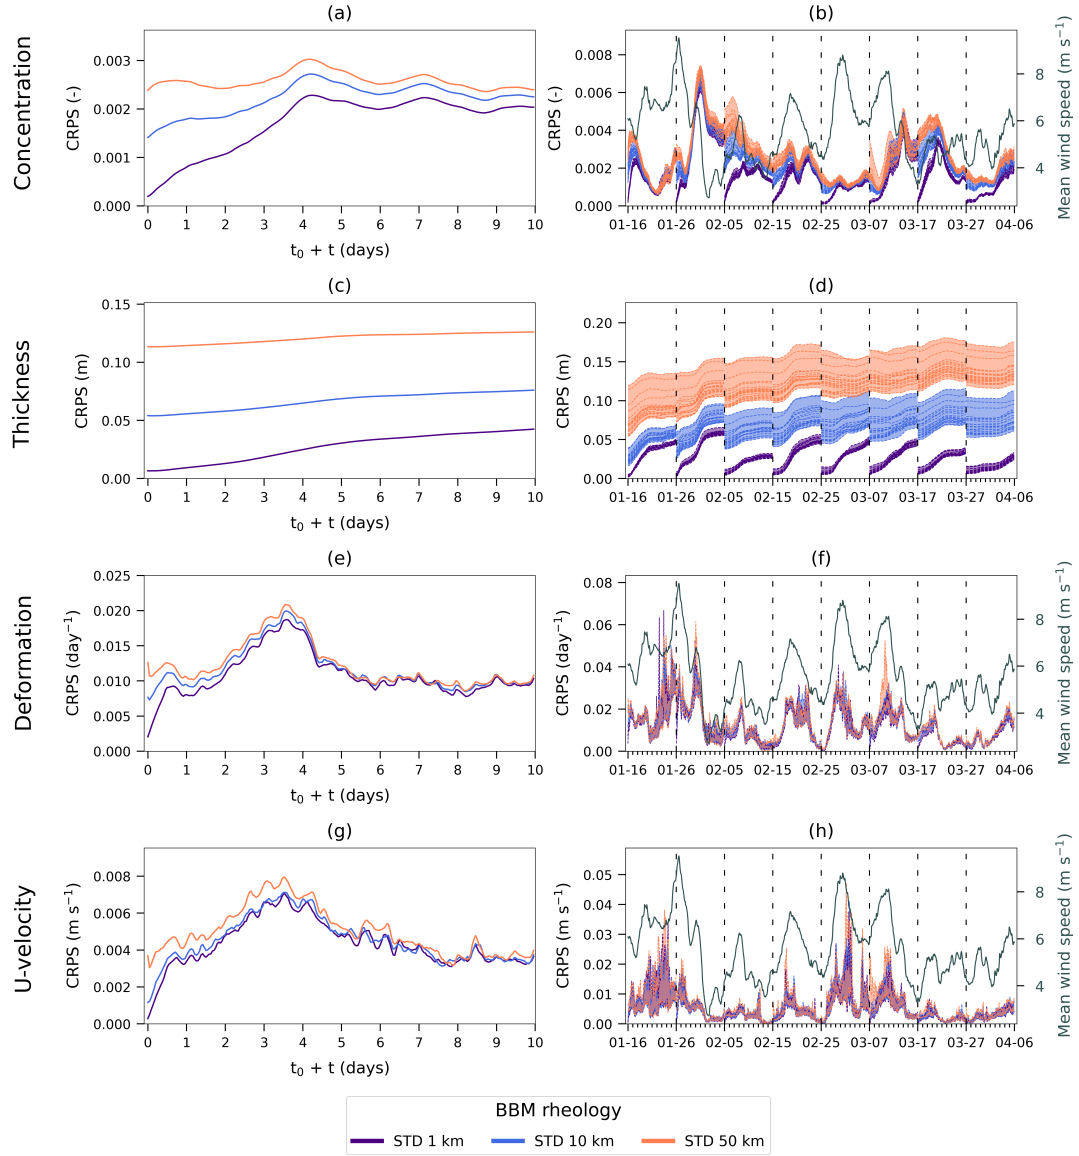 (a)
(b)
Concentration
CRPS (-)
0.003
0.002
0.001
0.000
0 1 2 3 4 5 6 7 8 9 10
t₀ + t (days)
CRPS (-)
0.008
0.006
0.004
0.002
0.000
01-16 01-26 02-05 02-15 02-25 03-07 03-17 03-27 04-06
8
6
4
Mean wind speed (m s⁻¹)
(c)
(d)
Thickness
CRPS (m)
0.15
0.10
0.05
0.00
0 1 2 3 4 5 6 7 8 9 10
t₀ + t (days)
CRPS (m)
0.20
0.15
0.10
0.05
0.00
01-16 01-26 02-05 02-15 02-25 03-07 03-17 03-27 04-06
(e)
(f)
Deformation
CRPS (day⁻¹)
0.025
0.020
0.015
0.010
0.005
0.000
0 1 2 3 4 5 6 7 8 9 10
t₀ + t (days)
CRPS (day⁻¹)
0.08
0.06
0.04
0.02
0.00
01-16 01-26 02-05 02-15 02-25 03-07 03-17 03-27 04-06
8
6
4
Mean wind speed (m s⁻¹)
(g)
(h)
U-velocity
CRPS (m s⁻¹)
0.008
0.006
0.004
0.002
0.000
0 1 2 3 4 5 6 7 8 9 10
t₀ + t (days)
CRPS (m s⁻¹)
0.05
0.04
0.03
0.02
0.01
0.00
01-16 01-26 02-05 02-15 02-25 03-07 03-17 03-27 04-06
8
6
4
Mean wind speed (m s⁻¹)
BBM rheology
STD 1 km STD 10 km STD 50 km